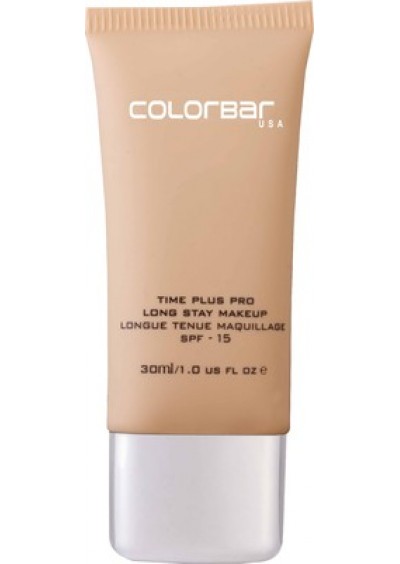 COLORBAR
USA
TIME PLUS PRO
LONG STAY MAKEUP
LONGUE TENUE MAQUILLAGE
SPF - 15
30ml/1.0 US FL OZ e